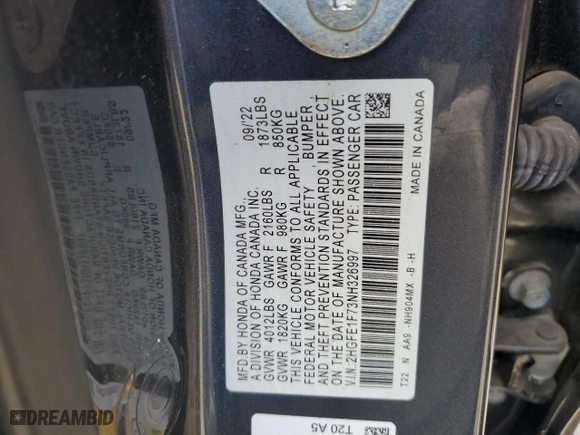 MFD BY HONDA OF CANADA MFG. 09/'22
A DIVISION OF HONDA CANADA INC.
GVWR 4012LBS GAWR F 2160LBS R 1873LBS
GVWR 1820KG GAWR F 980KG R 850KG
THIS VEHICLE CONFORMS TO ALL APPLICABLE
FEDERAL MOTOR VEHICLE SAFETY, BUMPER,
AND THEFT PREVENTION STANDARDS IN EFFECT
ON THE DATE OF MANUFACTURE SHOWN ABOVE.
V.I.N: 2HGFE1F73NH326997 TYPE: PASSENGER CAR
T22 N AA9 -NH904MX -B -H
MADE IN CANADA
T20 A5
DREAMBID